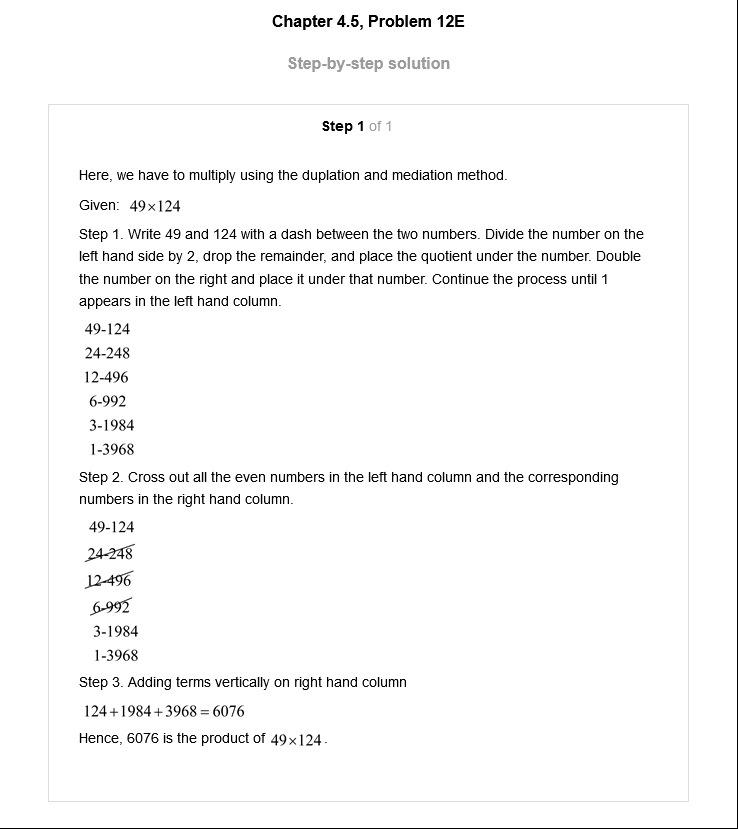 Chapter 4.5, Problem 12E
Step-by-step solution
Step 1 of 1
Here, we have to multiply using the duplation and mediation method.
Given: 49×124
Step 1. Write 49 and 124 with a dash between the two numbers. Divide the number on the
left hand side by 2, drop the remainder, and place the quotient under the number. Double
the number on the right and place it under that number. Continue the process until 1
appears in the left hand column.
49-124
24-248
12-496
6-992
3-1984
1-3968
Step 2. Cross out all the even numbers in the left hand column and the corresponding
numbers in the right hand column.
49-124
24-248
12-496
6-992
3-1984
1-3968
Step 3. Adding terms vertically on right hand column
124+1984+3968=6076
Hence, 6076 is the product of 49×124.